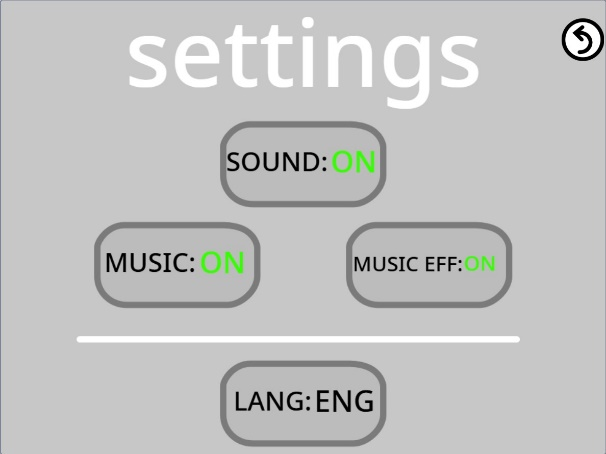 settings
SOUND: ON
MUSIC: ON
MUSIC EFF: ON
LANG: ENG